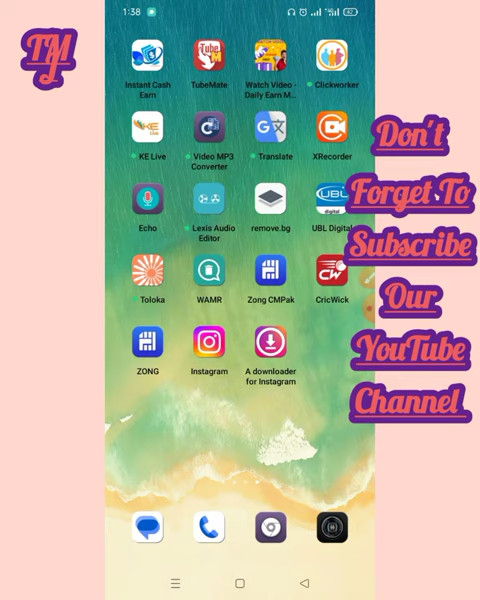 1:38
42
TMJ
Instant Cash Earn
TubeMate
Watch Video - Daily Earn M...
Clickworker
KE Live
Video MP3 Converter
Translate
XRecorder
Echo
Lexis Audio Editor
remove.bg
UBL Digital
Toloka
WAMR
Zong CMPak
CricWick
ZONG
Instagram
A downloader for Instagram
Don't
Forget To
Subscribe
Our
YouTube
Channel